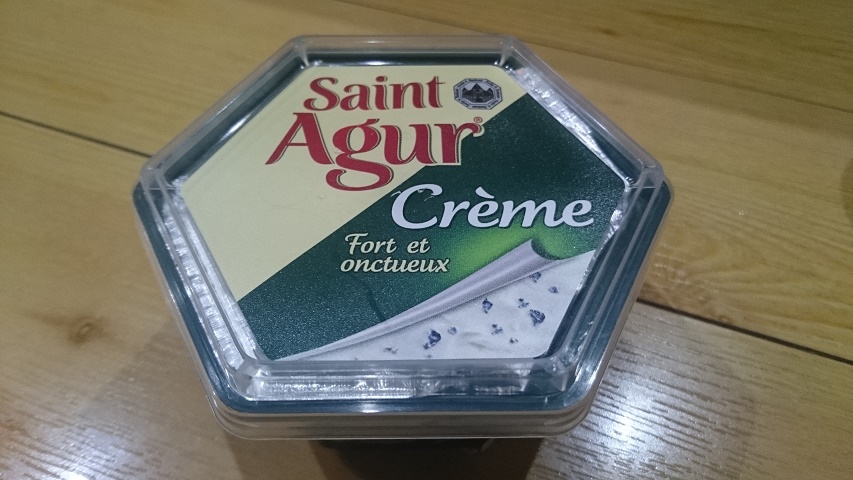 Saint
Agur®
Crème
Fort et
onctueux